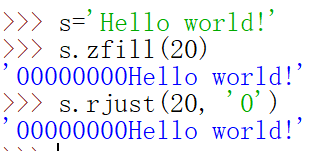 >>> s='Hello world!'
>>> s.zfill(20)
'00000000Hello world!'
>>> s.rjust(20, '0')
'00000000Hello world!'
>>>